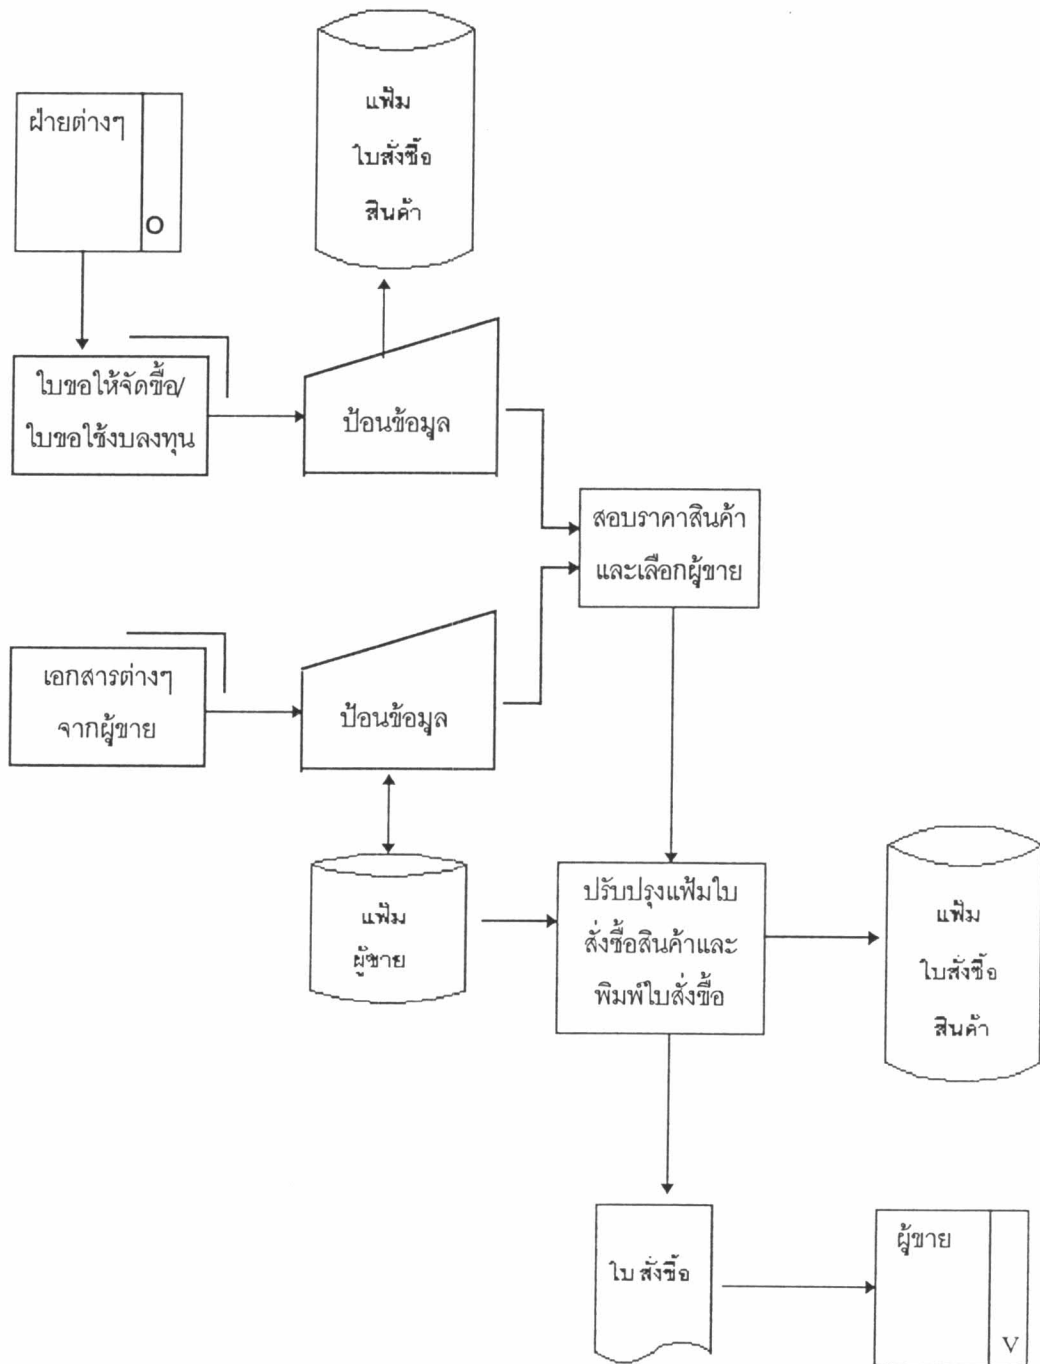 แฟ้ม
ใบสั่งซื้อ
สินค้า
ฝ่ายต่างๆ
O
ใบขอให้จัดซื้อ/
ใบขอใช้งบลงทุน
ป้อนข้อมูล
สอบราคาสินค้า
และเลือกผู้ขาย
เอกสารต่างๆ
จากผู้ขาย
ป้อนข้อมูล
แฟ้ม
ผู้ขาย
ปรับปรุงแฟ้มใบ
สั่งซื้อสินค้าและ
พิมพ์ใบสั่งซื้อ
แฟ้ม
ใบสั่งซื้อ
สินค้า
ใบ สั่งซื้อ
ผู้ขาย
V